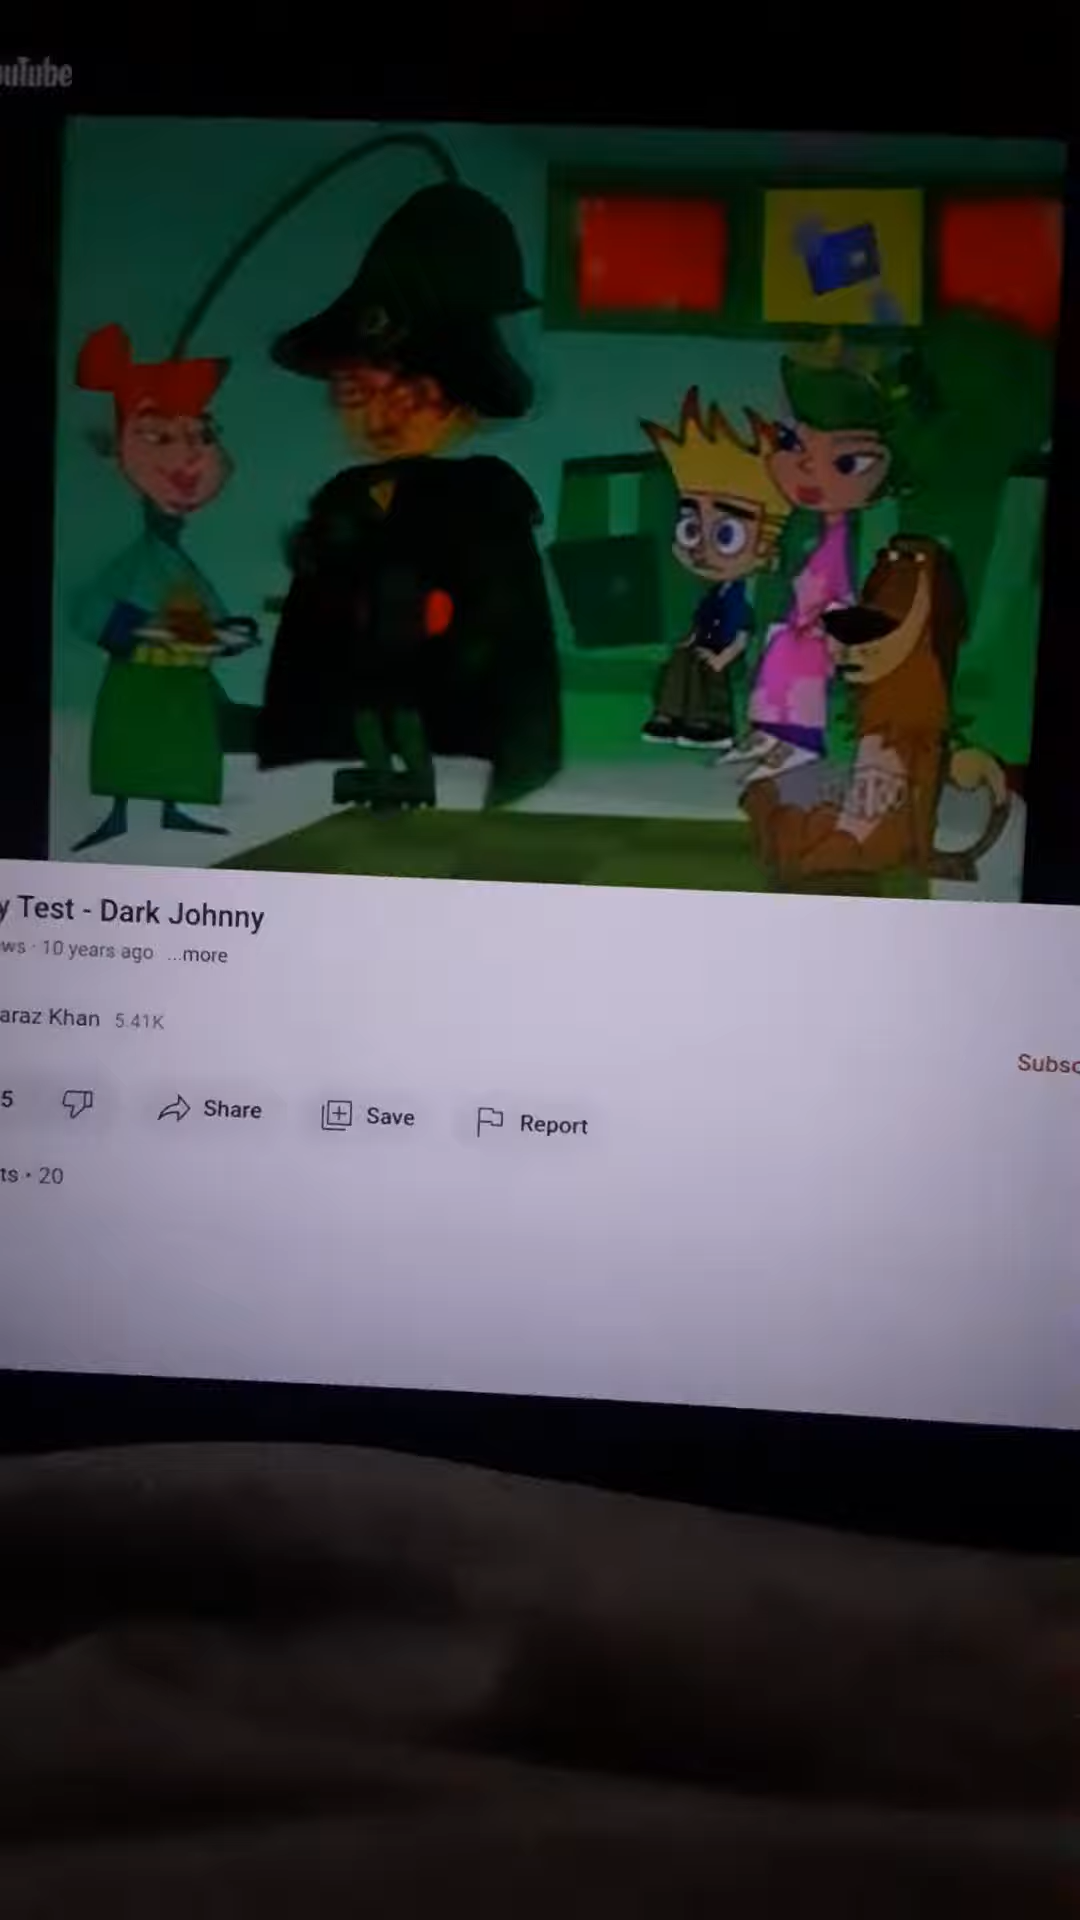 ouTube
y Test - Dark Johnny
ws · 10 years ago ...more
araz Khan 5.41K
Subsc
5 Share Save Report
ts · 20